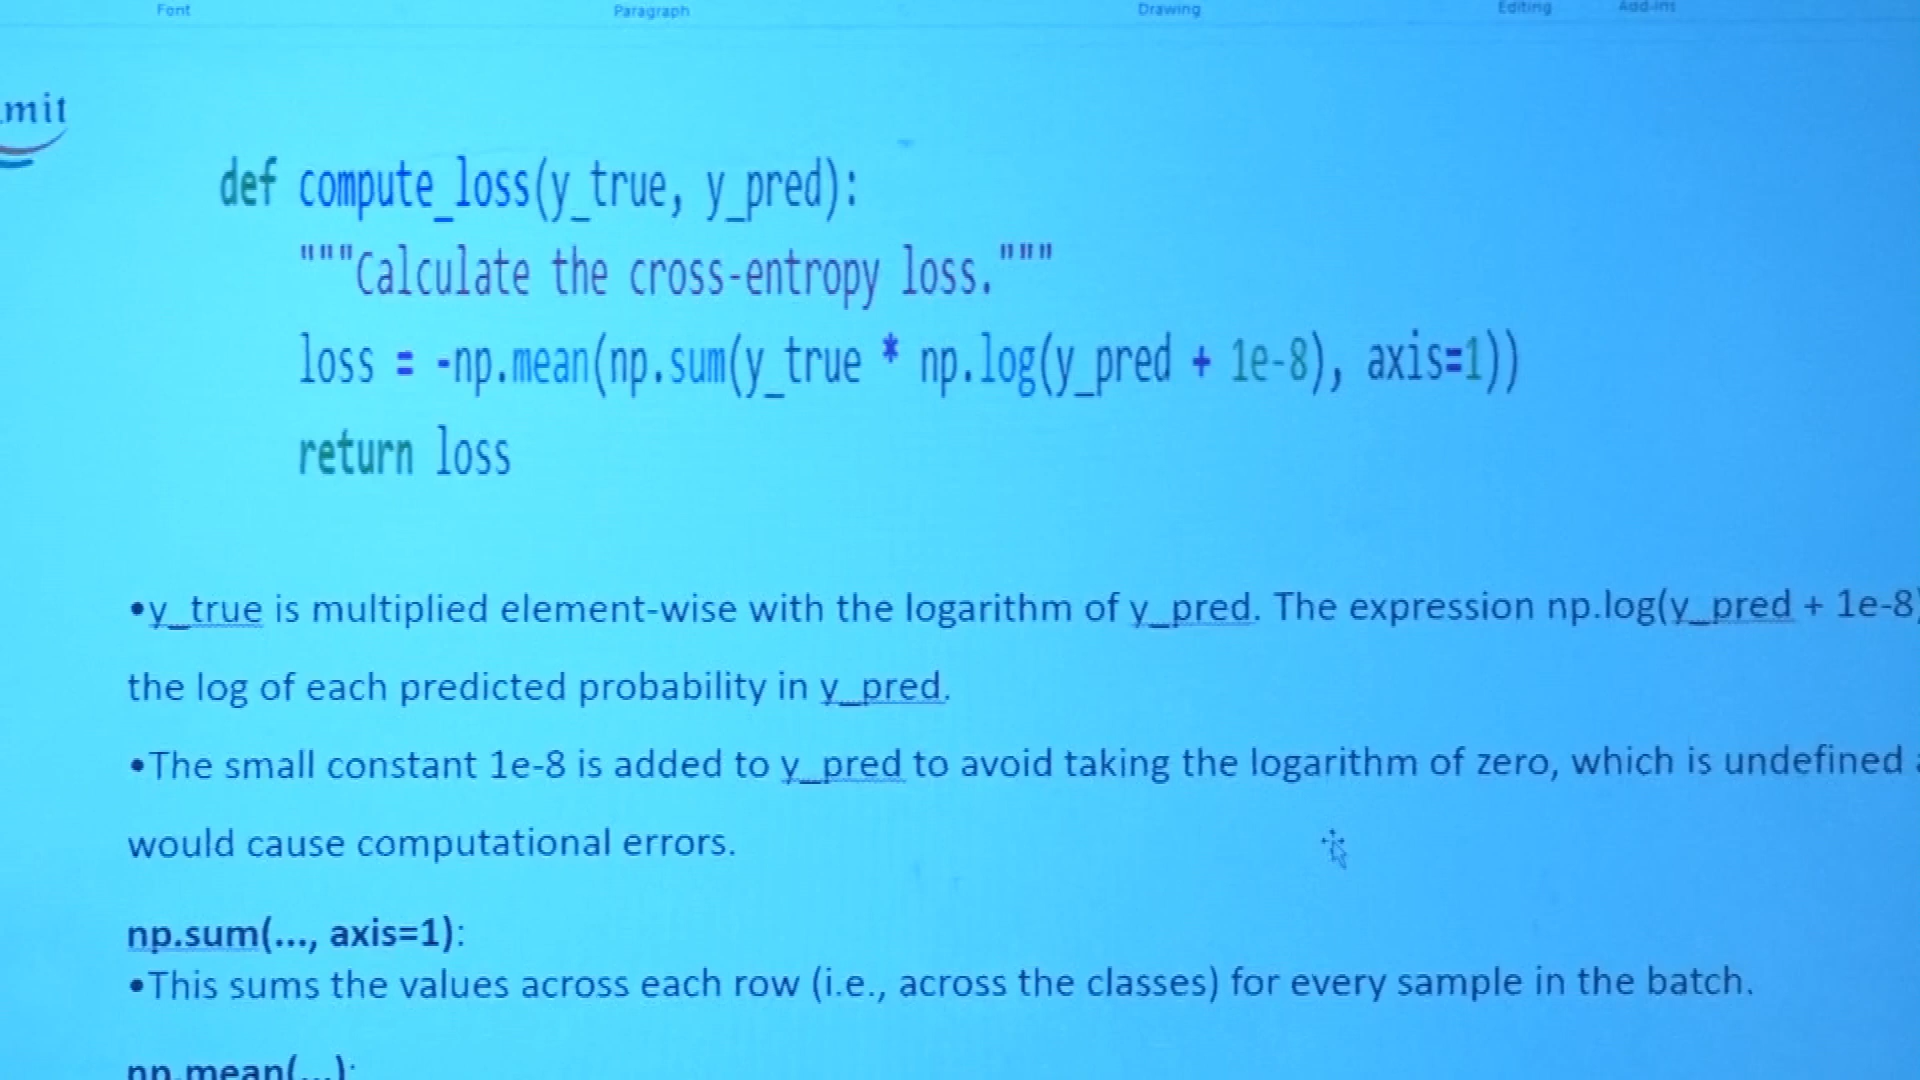 Font Paragraph Drawing Editing Add-ins
mit
def compute_loss(y_true, y_pred):
"""Calculate the cross-entropy loss."""
loss = -np.mean(np.sum(y_true * np.log(y_pred + 1e-8), axis=1))
return loss
•y_true is multiplied element-wise with the logarithm of y_pred. The expression np.log(y_pred + 1e-8)
the log of each predicted probability in y_pred.
•The small constant 1e-8 is added to y_pred to avoid taking the logarithm of zero, which is undefined
would cause computational errors.
np.sum(..., axis=1):
•This sums the values across each row (i.e., across the classes) for every sample in the batch.
np.mean(...):